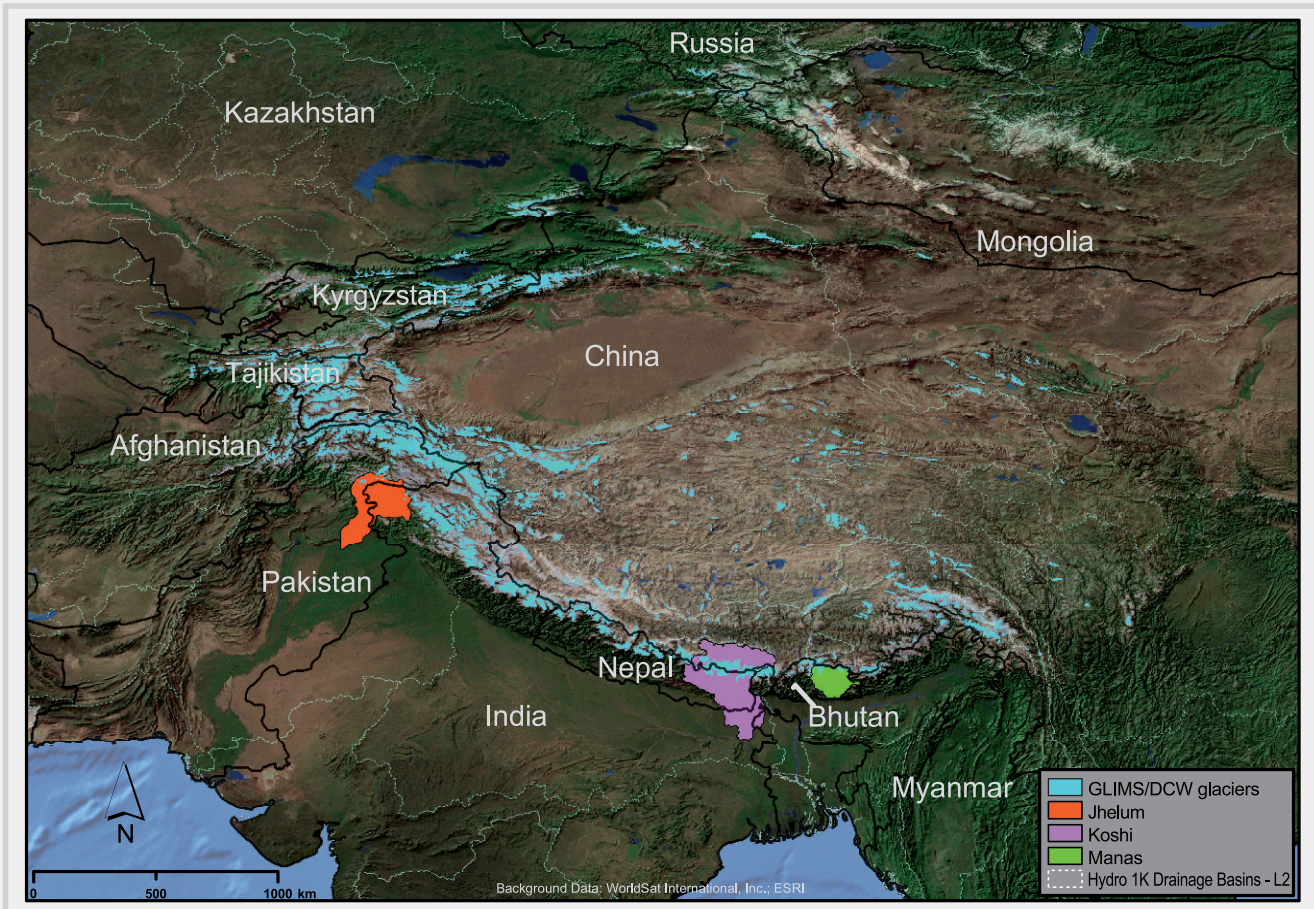 Russia
Kazakhstan
Mongolia
Kyrgyzstan
China
Tajikistan
Afghanistan
Pakistan
Nepal
India
Bhutan
Myanmar
N
0 500 1000 km
Background Data: WorldSat International, Inc.; ESRI
GLIMS/DCW glaciers
Jhelum
Koshi
Manas
Hydro 1K Drainage Basins - L2